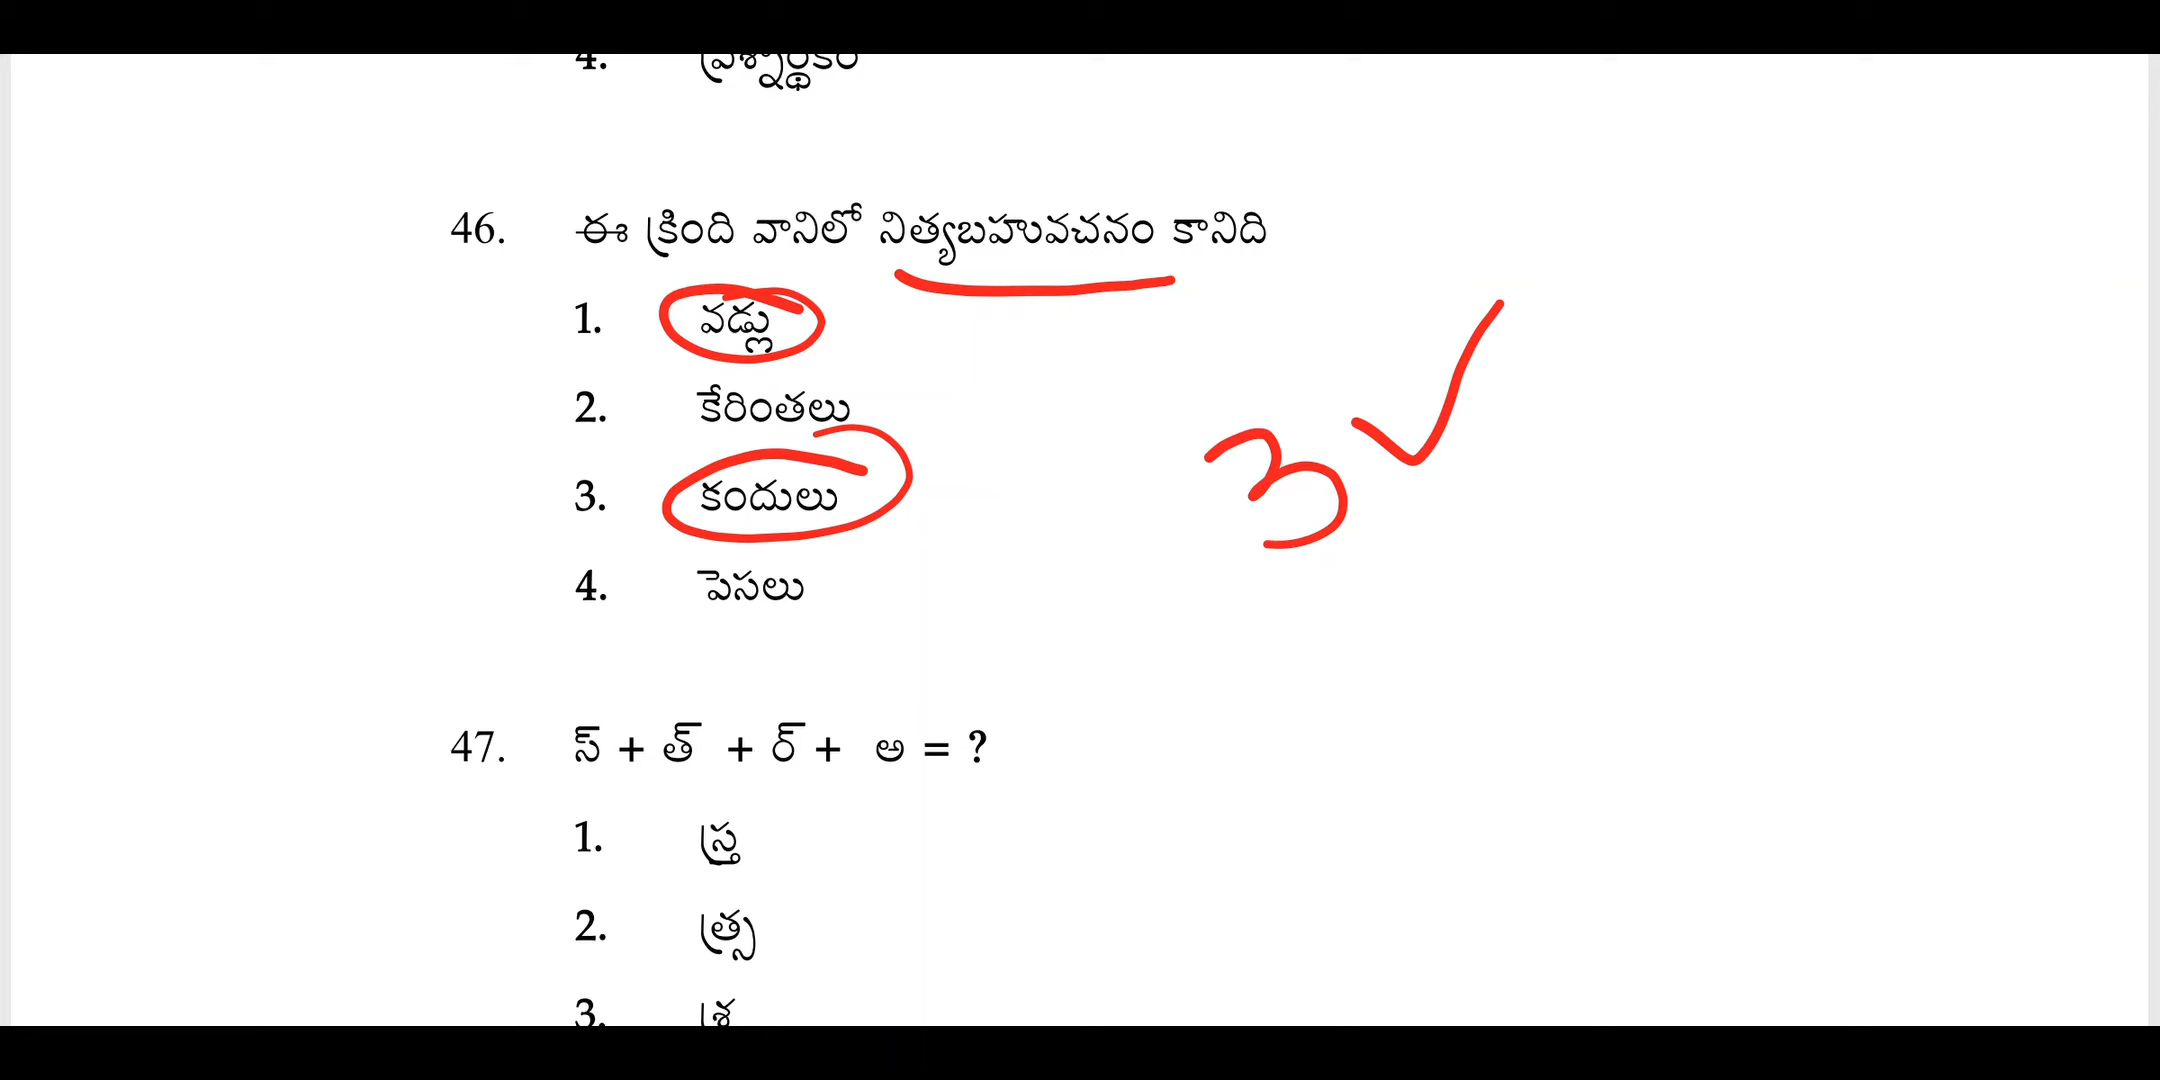 4. ప్రశ్నార్థకం
46. ఈ క్రింది వానిలో నిత్యబహువచనం కానిది
1. వడ్లు
2. కేరింతలు
3. కందులు
4. పెసలు
3
47. స్ + త్ + ర్ + అ = ?
1. స్త్ర
2. త్స్ర
3. శ్ర